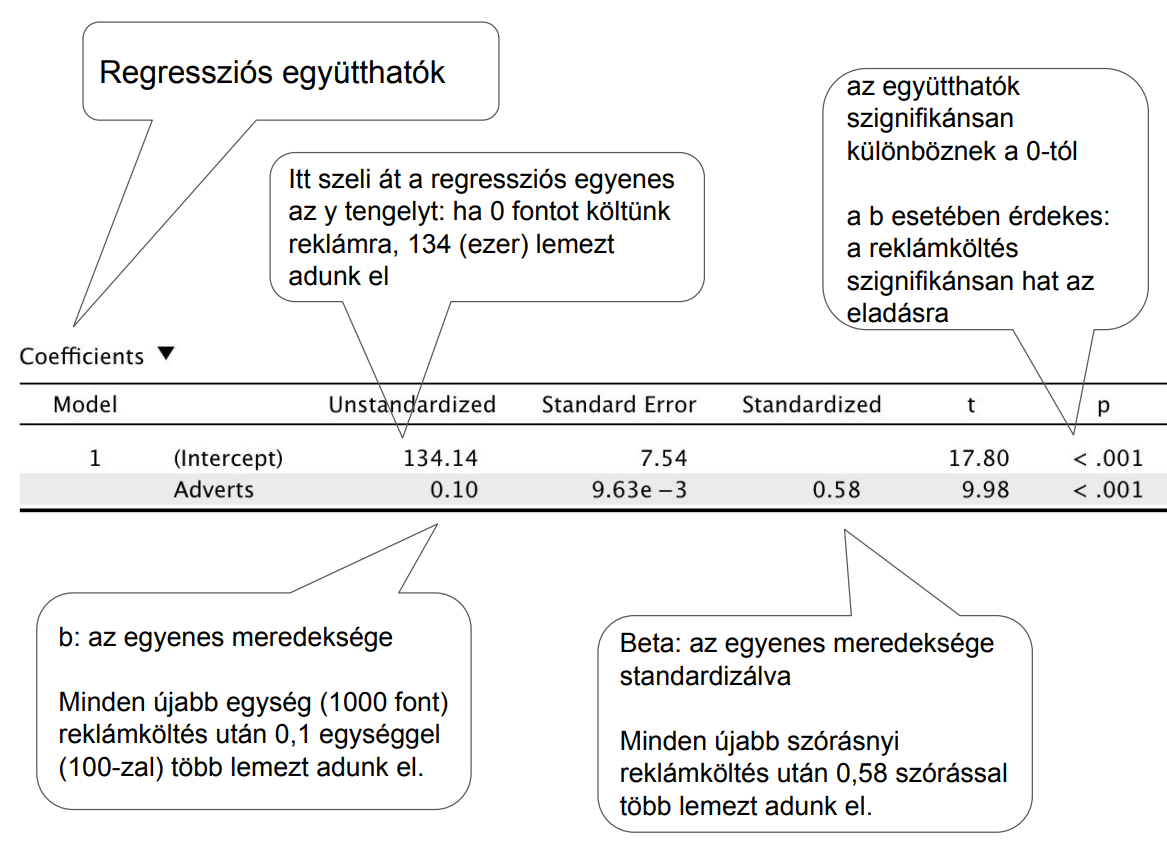 Regressziós együtthatók
az együtthatók
szignifikánsan
különböznek a 0-tól
a b esetében érdekes:
a reklámköltés
szignifikánsan hat az
eladásra
Itt szeli át a regressziós egyenes
az y tengelyt: ha 0 fontot költünk
reklámra, 134 (ezer) lemezt
adunk el
Coefficients ▼
Model Unstandardized Standard Error Standardized t p
1 (Intercept) 134.14 7.54 17.80 < .001
Adverts 0.10 9.63e −3 0.58 9.98 < .001
b: az egyenes meredeksége
Minden újabb egység (1000 font)
reklámköltés után 0,1 egységgel
(100-zal) több lemezt adunk el.
Beta: az egyenes meredeksége
standardizálva
Minden újabb szórásnyi
reklámköltés után 0,58 szórással
több lemezt adunk el.